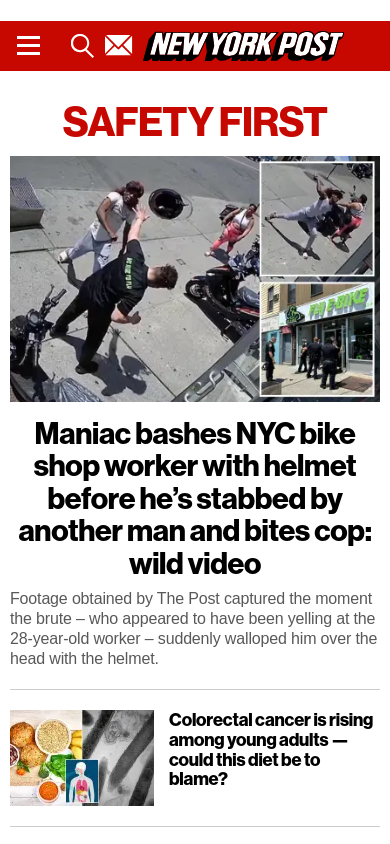 NEW YORK POST
SAFETY FIRST
Maniac bashes NYC bike
shop worker with helmet
before he’s stabbed by
another man and bites cop:
wild video
Footage obtained by The Post captured the moment
the brute – who appeared to have been yelling at the
28-year-old worker – suddenly walloped him over the
head with the helmet.
Colorectal cancer is rising
among young adults —
could this diet be to
blame?